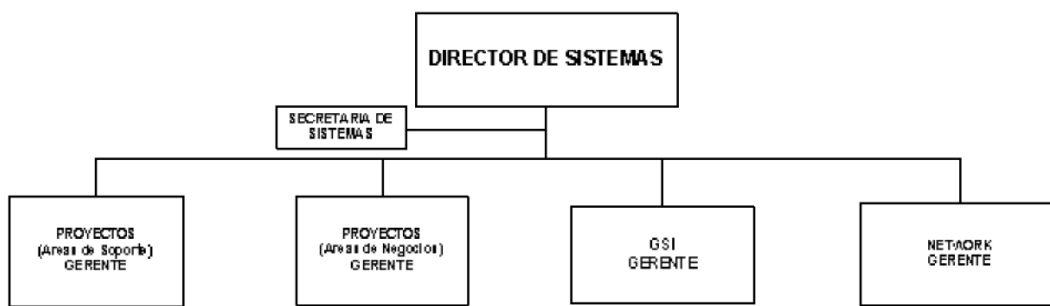 DIRECTOR DE SISTEMAS
SECRETARIA DE
SISTEMAS
PROYECTOS
(Areas de Soporte)
GERENTE
PROYECTOS
(Areas de Negocios)
GERENTE
GSI
GERENTE
NETWORK
GERENTE